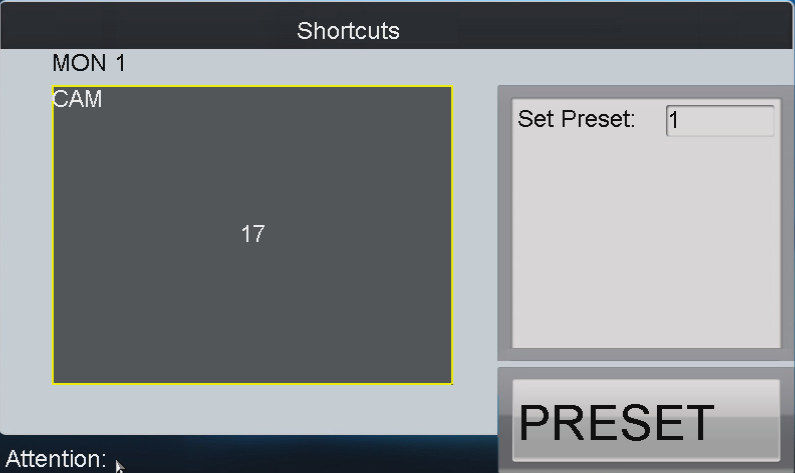 Shortcuts
MON 1
CAM
17
Set Preset: 1
PRESET
Attention: